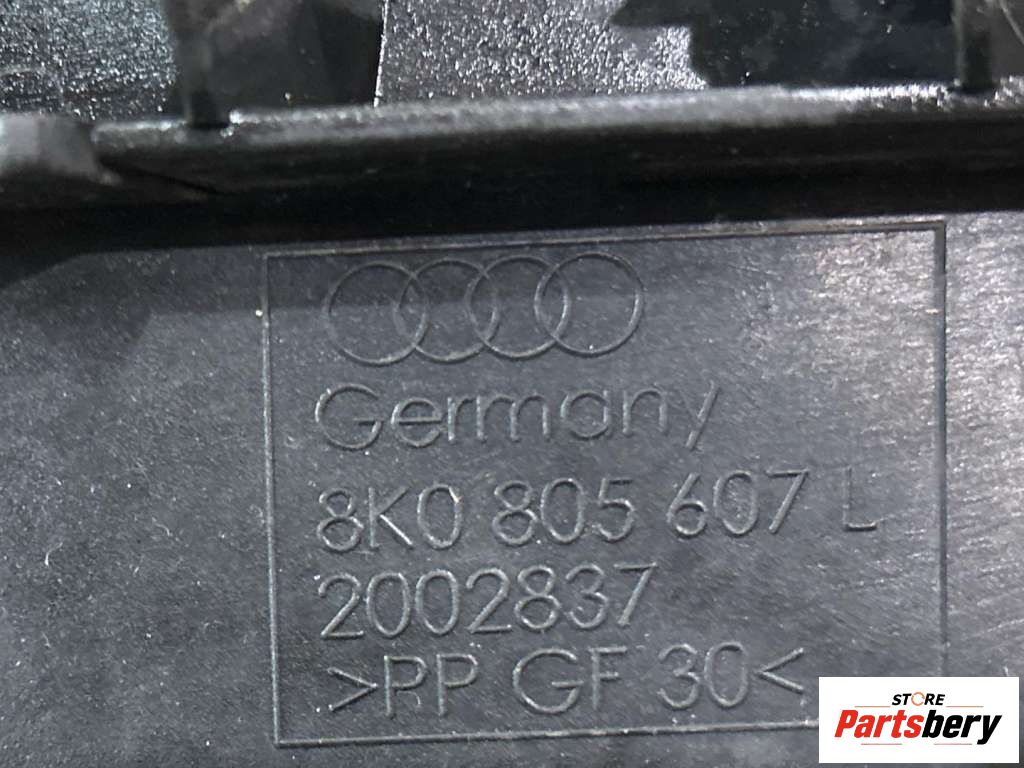 Germany
8K0 805 607 L
2002837
>PP GF 30<
STORE
Partsbery